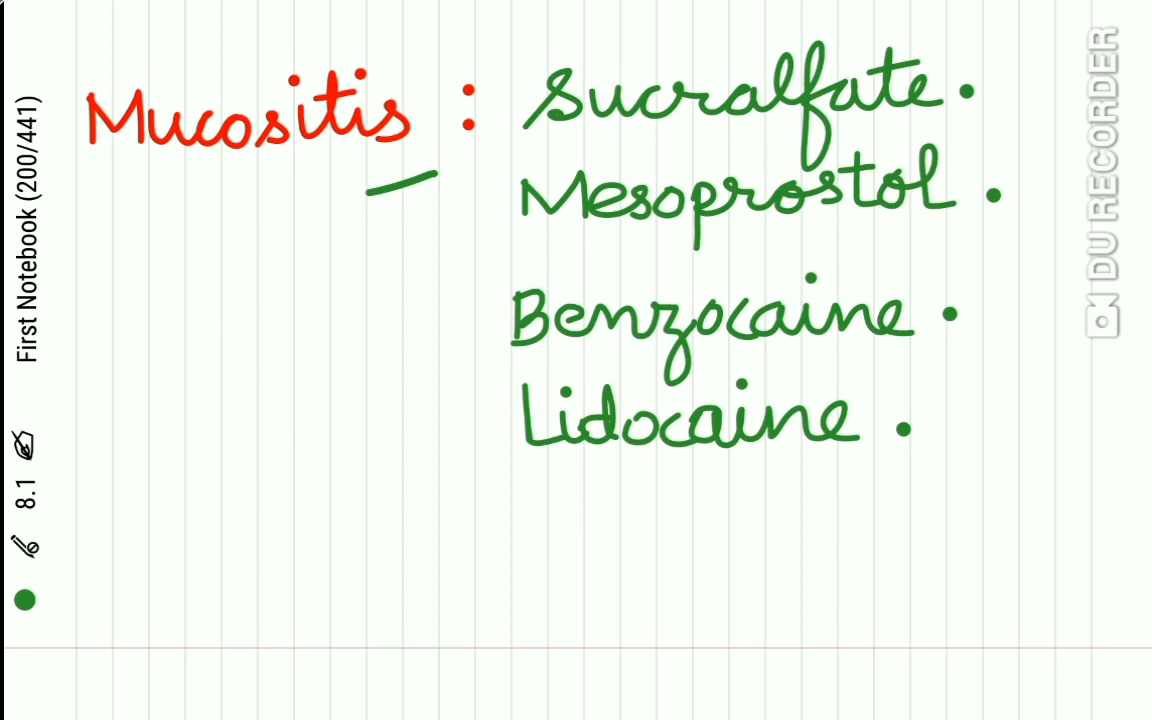 Mucositis : Sucralfate.
Mesoprostol.
Benzocaine.
Lidocaine.
First Notebook (200/441)
8.1
DU RECORDER